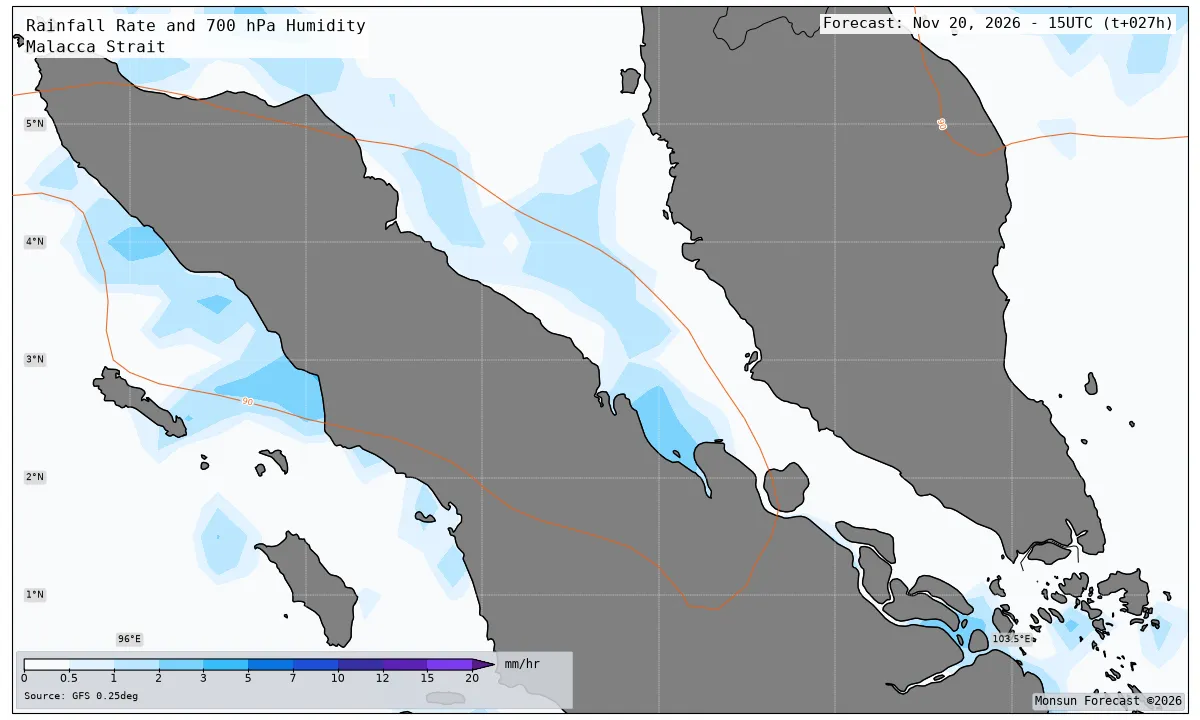 Rainfall Rate and 700 hPa Humidity
Malacca Strait
Forecast: Nov 20, 2026 - 15UTC (t+027h)
90
5°N
4°N
3°N
90
2°N
1°N
96°E
103.5°E
mm/hr
0 0.5 1 2 3 5 7 10 12 15 20
Source: GFS 0.25deg
Monsun Forecast ©2026